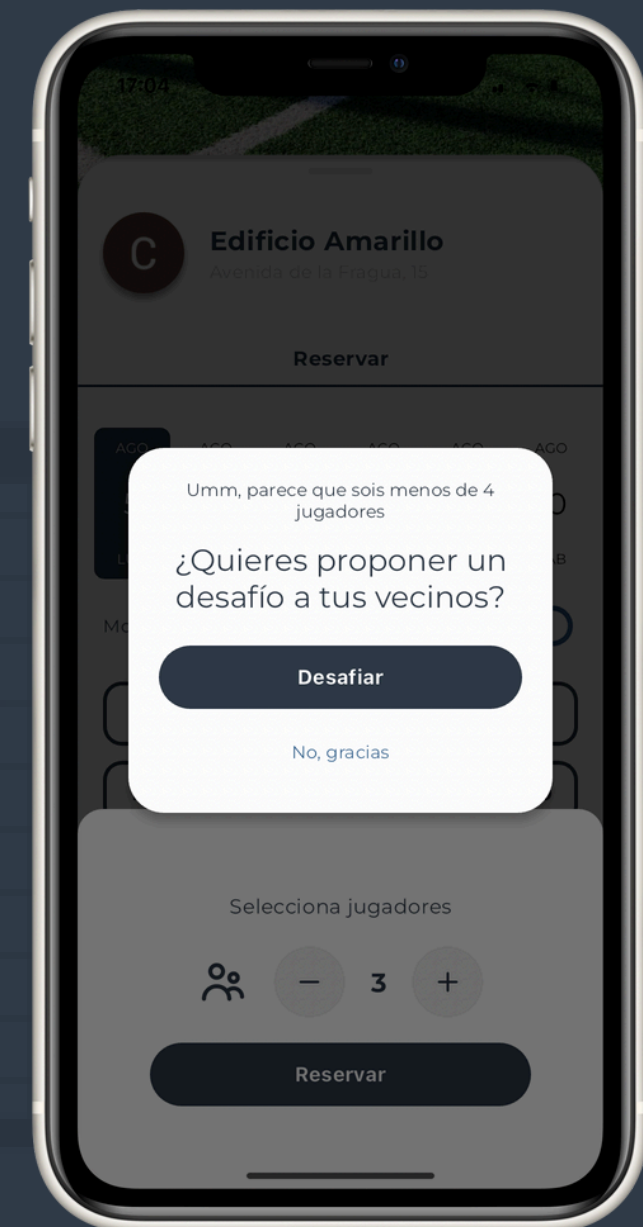 17:04
C
Edificio Amarillo
Avenida de la Fragua, 15
Reservar
AGO AGO AGO AGO AGO AGO
Umm, parece que sois menos de 4
jugadores
¿Quieres proponer un
desafío a tus vecinos?
Desafiar
No, gracias
Selecciona jugadores
3
Reservar